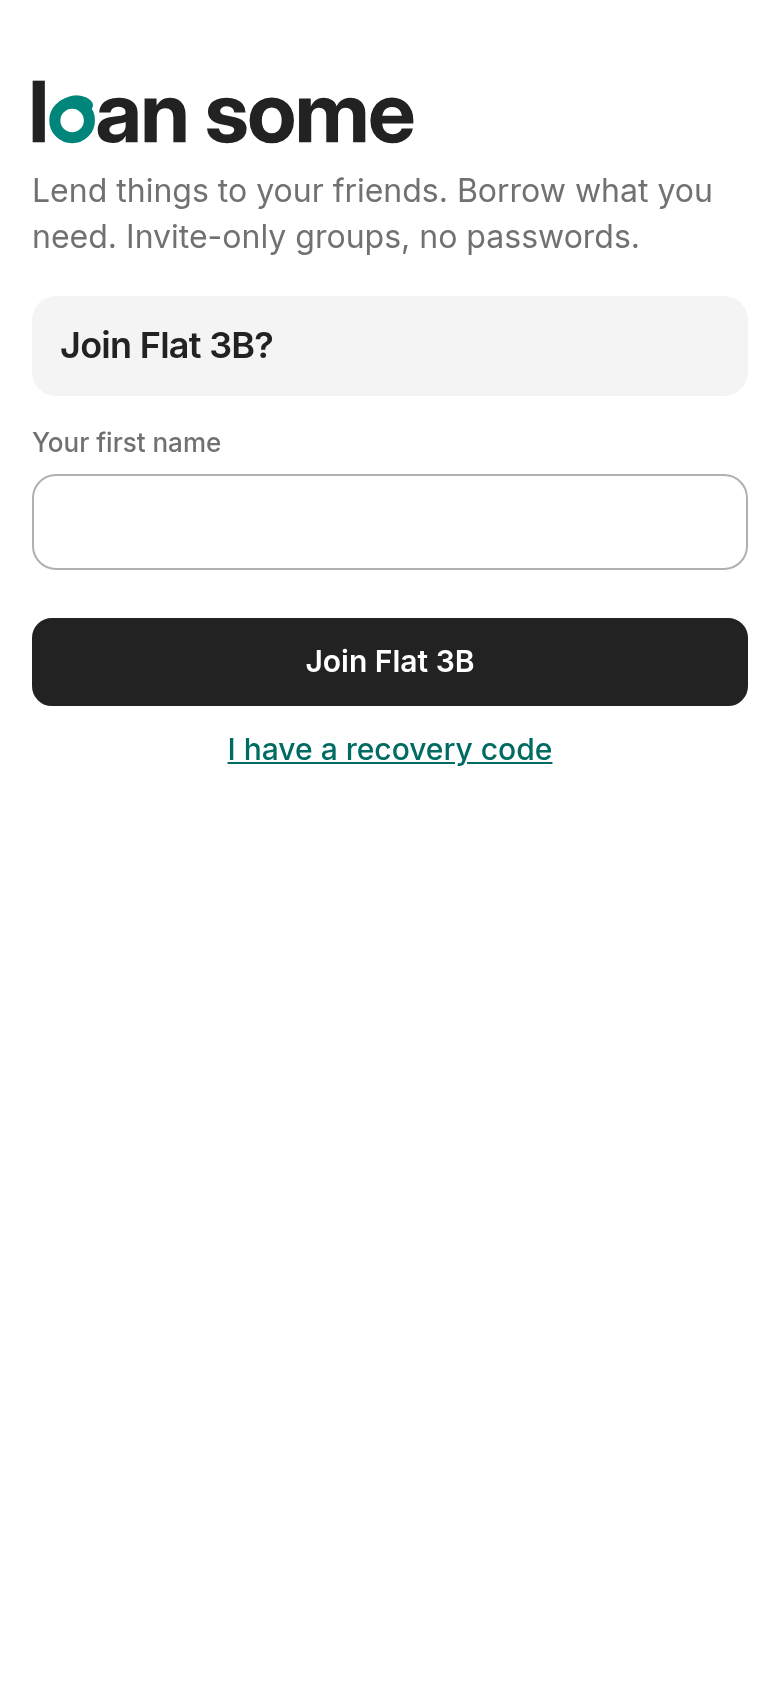 loan some
Lend things to your friends. Borrow what you
need. Invite-only groups, no passwords.
Join Flat 3B?
Your first name
Join Flat 3B
I have a recovery code